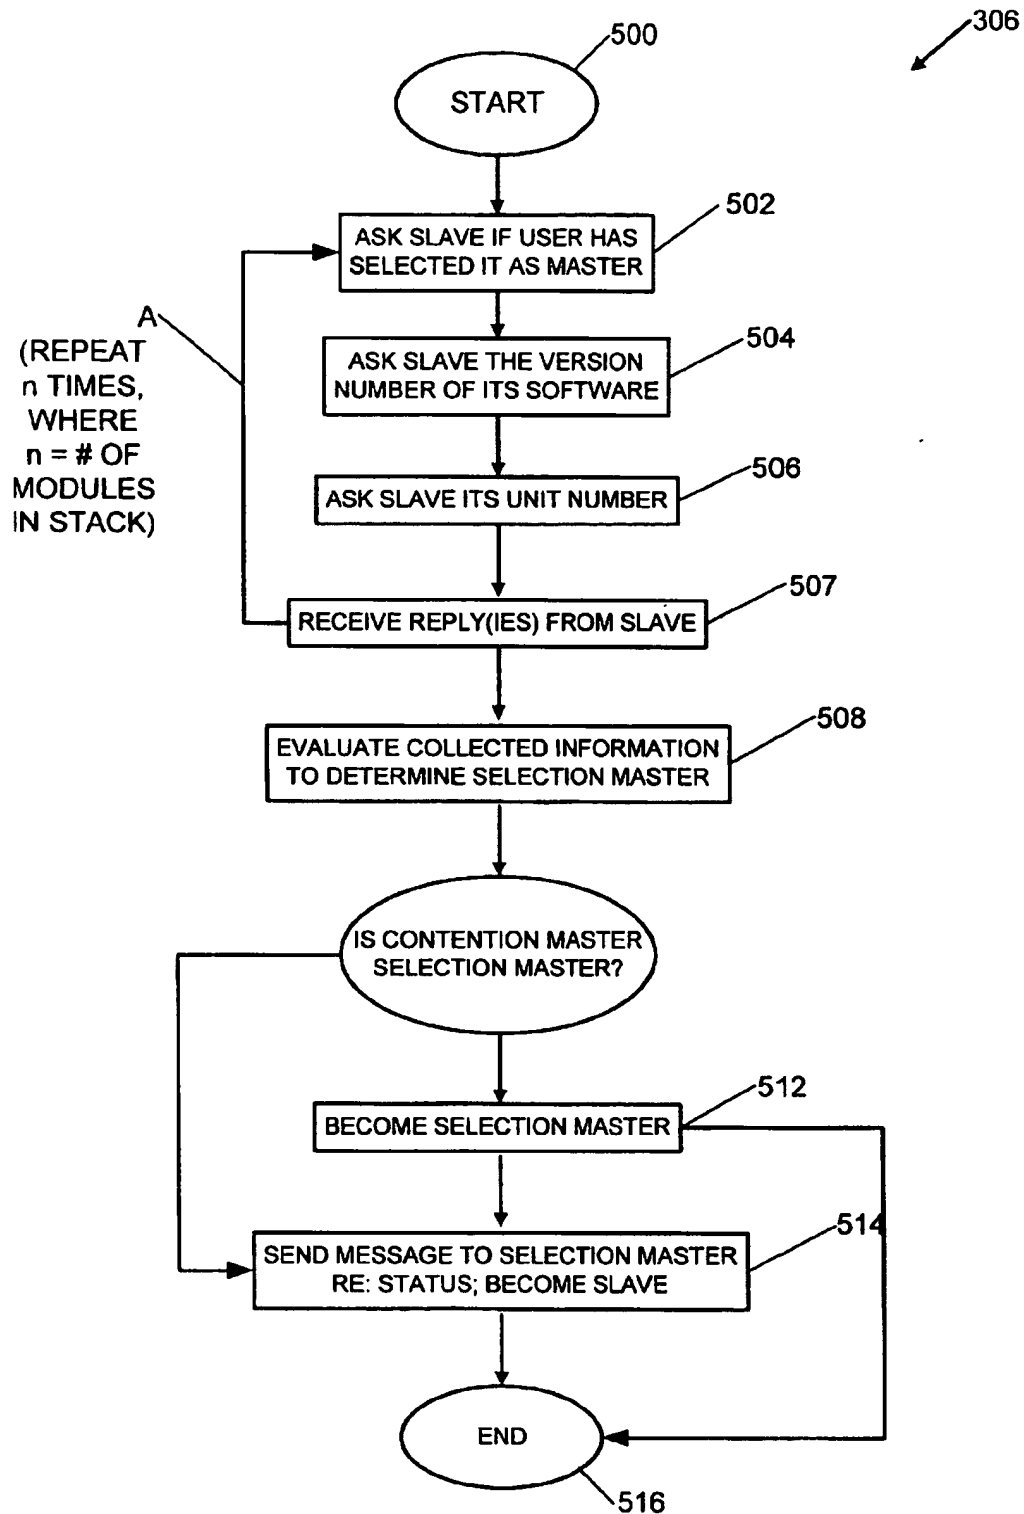 306
500
START
502
ASK SLAVE IF USER HAS
SELECTED IT AS MASTER
A
(REPEAT
n TIMES,
WHERE
n = # OF
MODULES
IN STACK)
504
ASK SLAVE THE VERSION
NUMBER OF ITS SOFTWARE
506
ASK SLAVE ITS UNIT NUMBER
507
RECEIVE REPLY(IES) FROM SLAVE
508
EVALUATE COLLECTED INFORMATION
TO DETERMINE SELECTION MASTER
IS CONTENTION MASTER
SELECTION MASTER?
512
BECOME SELECTION MASTER
514
SEND MESSAGE TO SELECTION MASTER
RE: STATUS; BECOME SLAVE
END
516